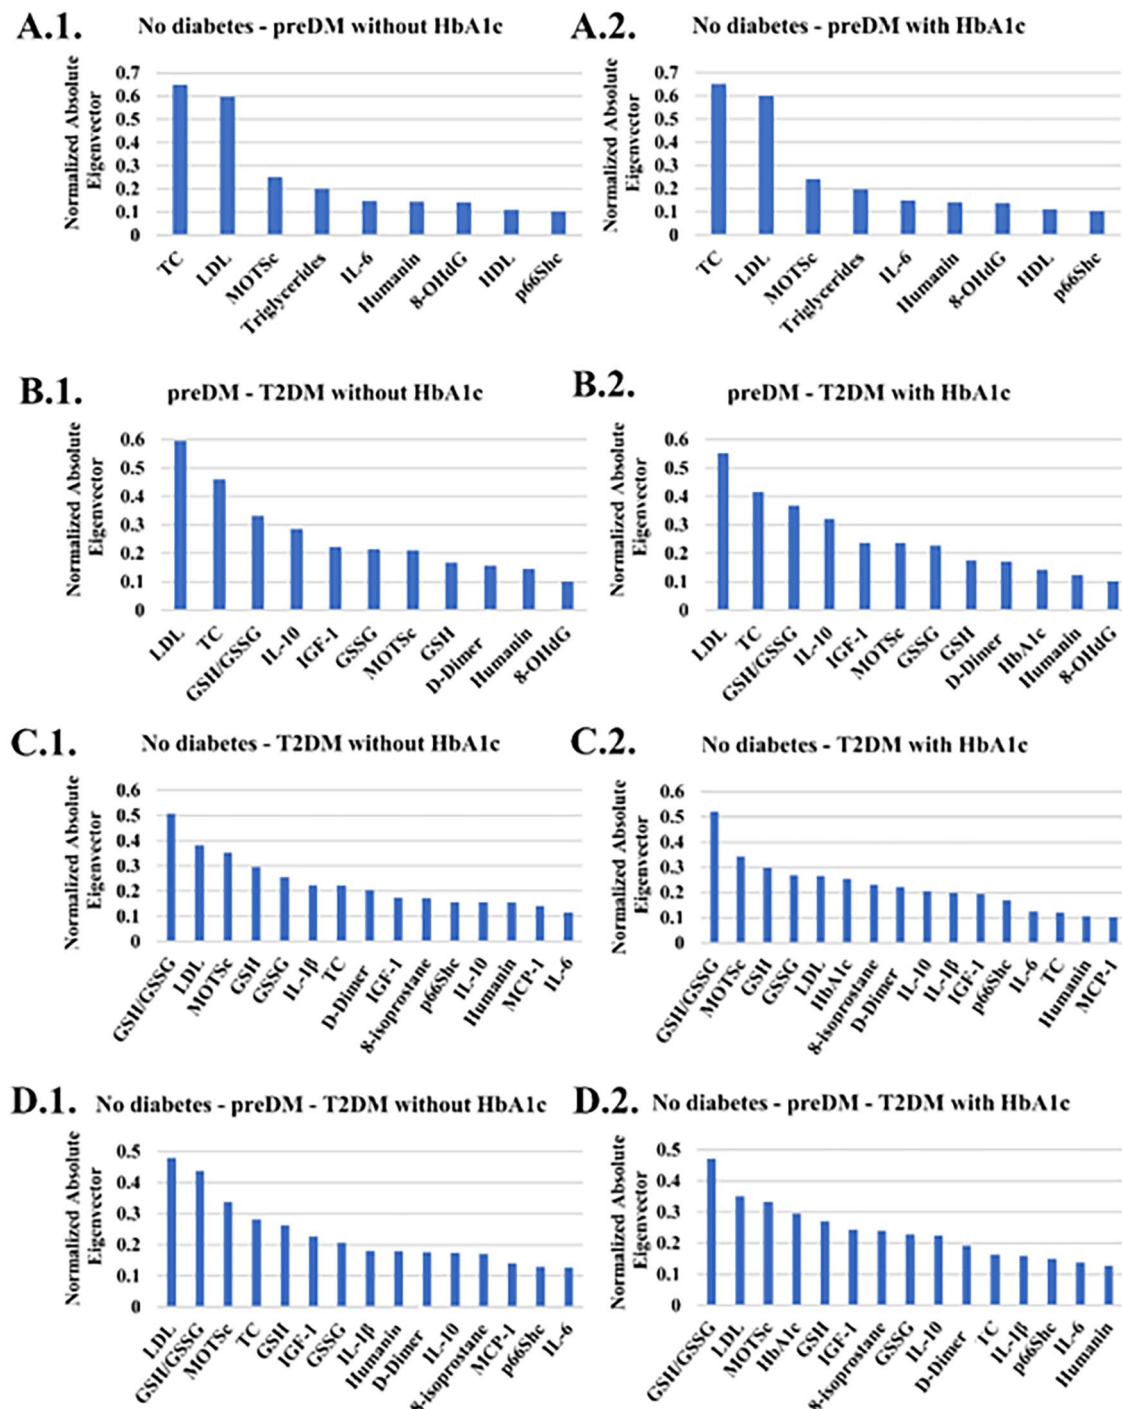 A.1. No diabetes - preDM without HbA1c
Normalized Absolute
Eigenvector
0.7
0.6
0.5
0.4
0.3
0.2
0.1
0
TC
LDL
MOTSc
Triglycerides
IL-6
Humanin
8-OHdG
HDL
p66Shc
A.2. No diabetes - preDM with HbA1c
Normalized Absolute
Eigenvector
0.7
0.6
0.5
0.4
0.3
0.2
0.1
0
TC
LDL
MOTSc
Triglycerides
IL-6
Humanin
8-OHdG
HDL
p66Shc
B.1. preDM - T2DM without HbA1c
Normalized Absolute
Eigenvector
0.6
0.5
0.4
0.3
0.2
0.1
0
LDL
TC
GSH/GSSG
IL-10
IGF-1
GSSG
MOTSc
GSH
D-Dimer
Humanin
8-OHdG
B.2. preDM - T2DM with HbA1c
Normalized Absolute
Eigenvector
0.6
0.5
0.4
0.3
0.2
0.1
0
LDL
TC
GSH/GSSG
IL-10
IGF-1
MOTSc
GSSG
GSH
D-Dimer
HbA1c
Humanin
8-OHdG
C.1. No diabetes - T2DM without HbA1c
Normalized Absolute
Eigenvector
0.6
0.5
0.4
0.3
0.2
0.1
0
GSH/GSSG
LDL
MOTSc
GSH
GSSG
IL-1β
TC
D-Dimer
IGF-1
8-isoprostane
p66Shc
IL-10
Humanin
MCP-1
IL-6
C.2. No diabetes - T2DM with HbA1c
Normalized Absolute
Eigenvector
0.6
0.5
0.4
0.3
0.2
0.1
0
GSH/GSSG
MOTSc
GSH
GSSG
LDL
HbA1c
8-isoprostane
D-Dimer
IL-10
IL-1β
IGF-1
p66Shc
IL-6
TC
Humanin
MCP-1
D.1. No diabetes - preDM - T2DM without HbA1c
Normalized Absolute
Eigenvector
0.5
0.4
0.3
0.2
0.1
0
LDL
GSH/GSSG
MOTSc
TC
GSH
IGF-1
GSSG
IL-1β
Humanin
D-Dimer
IL-10
8-isoprostane
MCP-1
p66Shc
IL-6
D.2. No diabetes - preDM - T2DM with HbA1c
Normalized Absolute
Eigenvector
0.5
0.4
0.3
0.2
0.1
0
GSH/GSSG
LDL
MOTSc
HbA1c
GSH
IGF-1
8-isoprostane
GSSG
IL-10
D-Dimer
TC
IL-1β
p66Shc
IL-6
Humanin